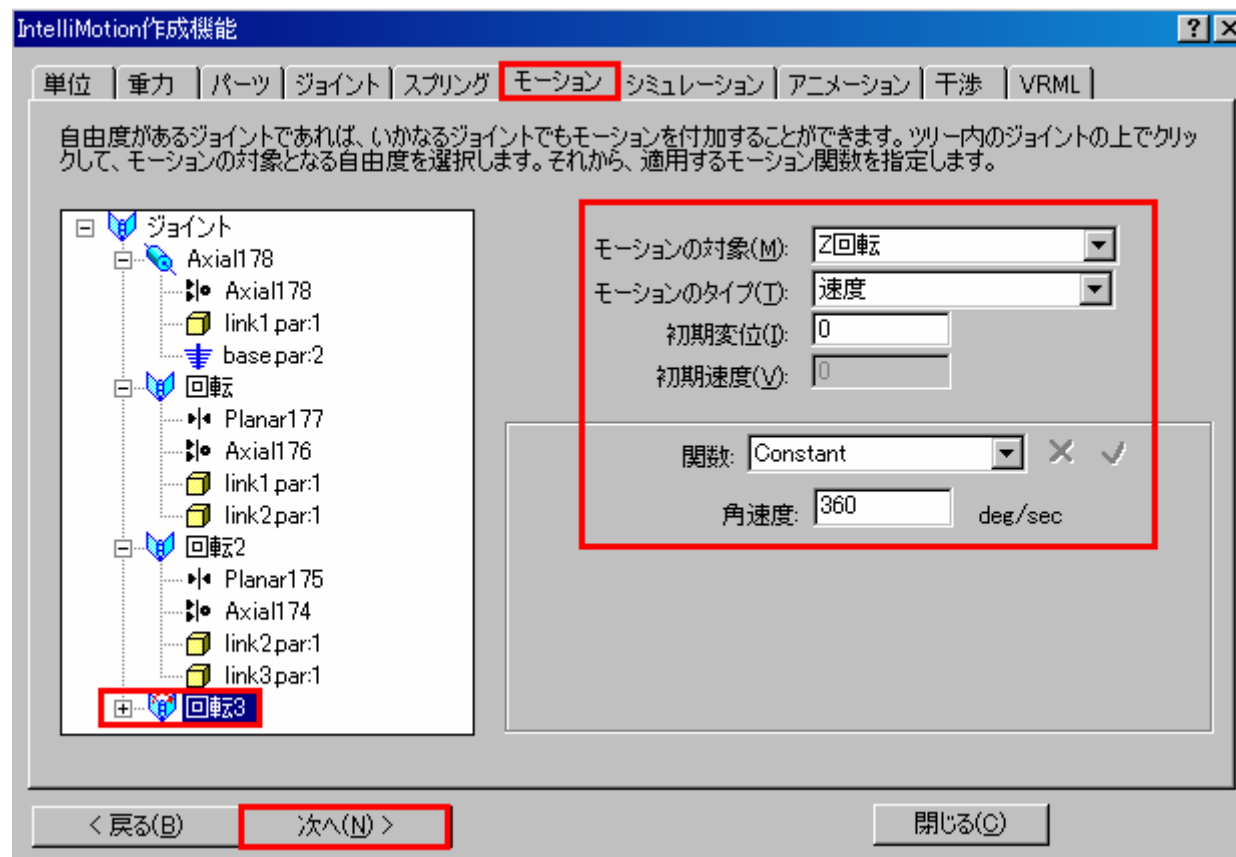 IntelliMotion作成機能
単位 重力 パーツ ジョイント スプリング モーション シミュレーション アニメーション 干渉 VRML
自由度があるジョイントであれば、いかなるジョイントでもモーションを付加することができます。ツリー内のジョイントの上でクリッ
クして、モーションの対象となる自由度を選択します。それから、適用するモーション関数を指定します。
ジョイント
Axial178
Axial178
link1.par:1
base.par:2
回転
Planar177
Axial176
link1.par:1
link2.par:1
回転2
Planar175
Axial174
link2.par:1
link3.par:1
回転3
モーションの対象(M): Z回転
モーションのタイプ(T): 速度
初期変位(I): 0
初期速度(V): 0
関数: Constant
角速度: 360 deg/sec
< 戻る(B) 次へ(N) > 閉じる(C)